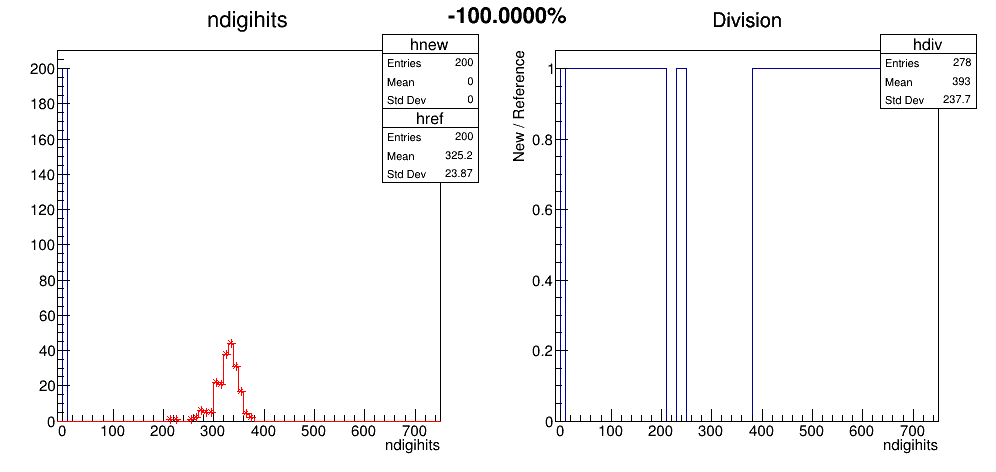 -100.0000%
ndigihits
hnew
Entries 200
Mean 0
Std Dev 0
href
Entries 200
Mean 325.2
Std Dev 23.87
200
180
160
140
120
100
80
60
40
20
0
0 100 200 300 400 500 600 700
ndigihits
Division
hdiv
Entries 278
Mean 393
Std Dev 237.7
New / Reference
1
0.8
0.6
0.4
0.2
0
0 100 200 300 400 500 600 700
ndigihits